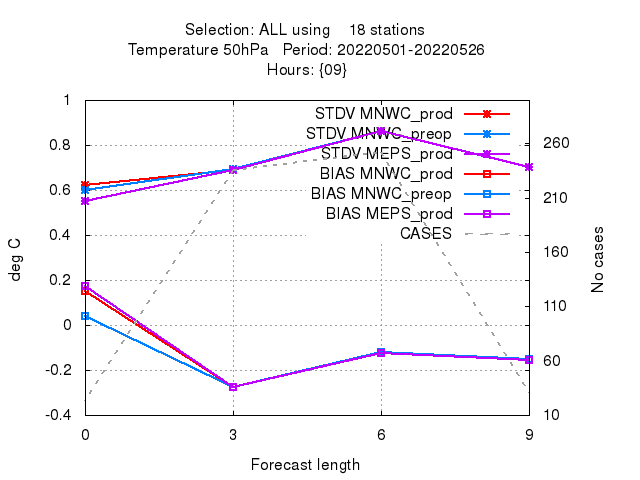 Selection: ALL using 18 stations
Temperature 50hPa Period: 20220501-20220526
Hours: {09}
1
0.8
0.6
0.4
0.2
0
-0.2
-0.4
deg C
STDV MNWC_prod
STDV MNWC_preop
STDV MEPS_prod
BIAS MNWC_prod
BIAS MNWC_preop
BIAS MEPS_prod
CASES
260
210
160
110
60
10
No cases
0 3 6 9
Forecast length